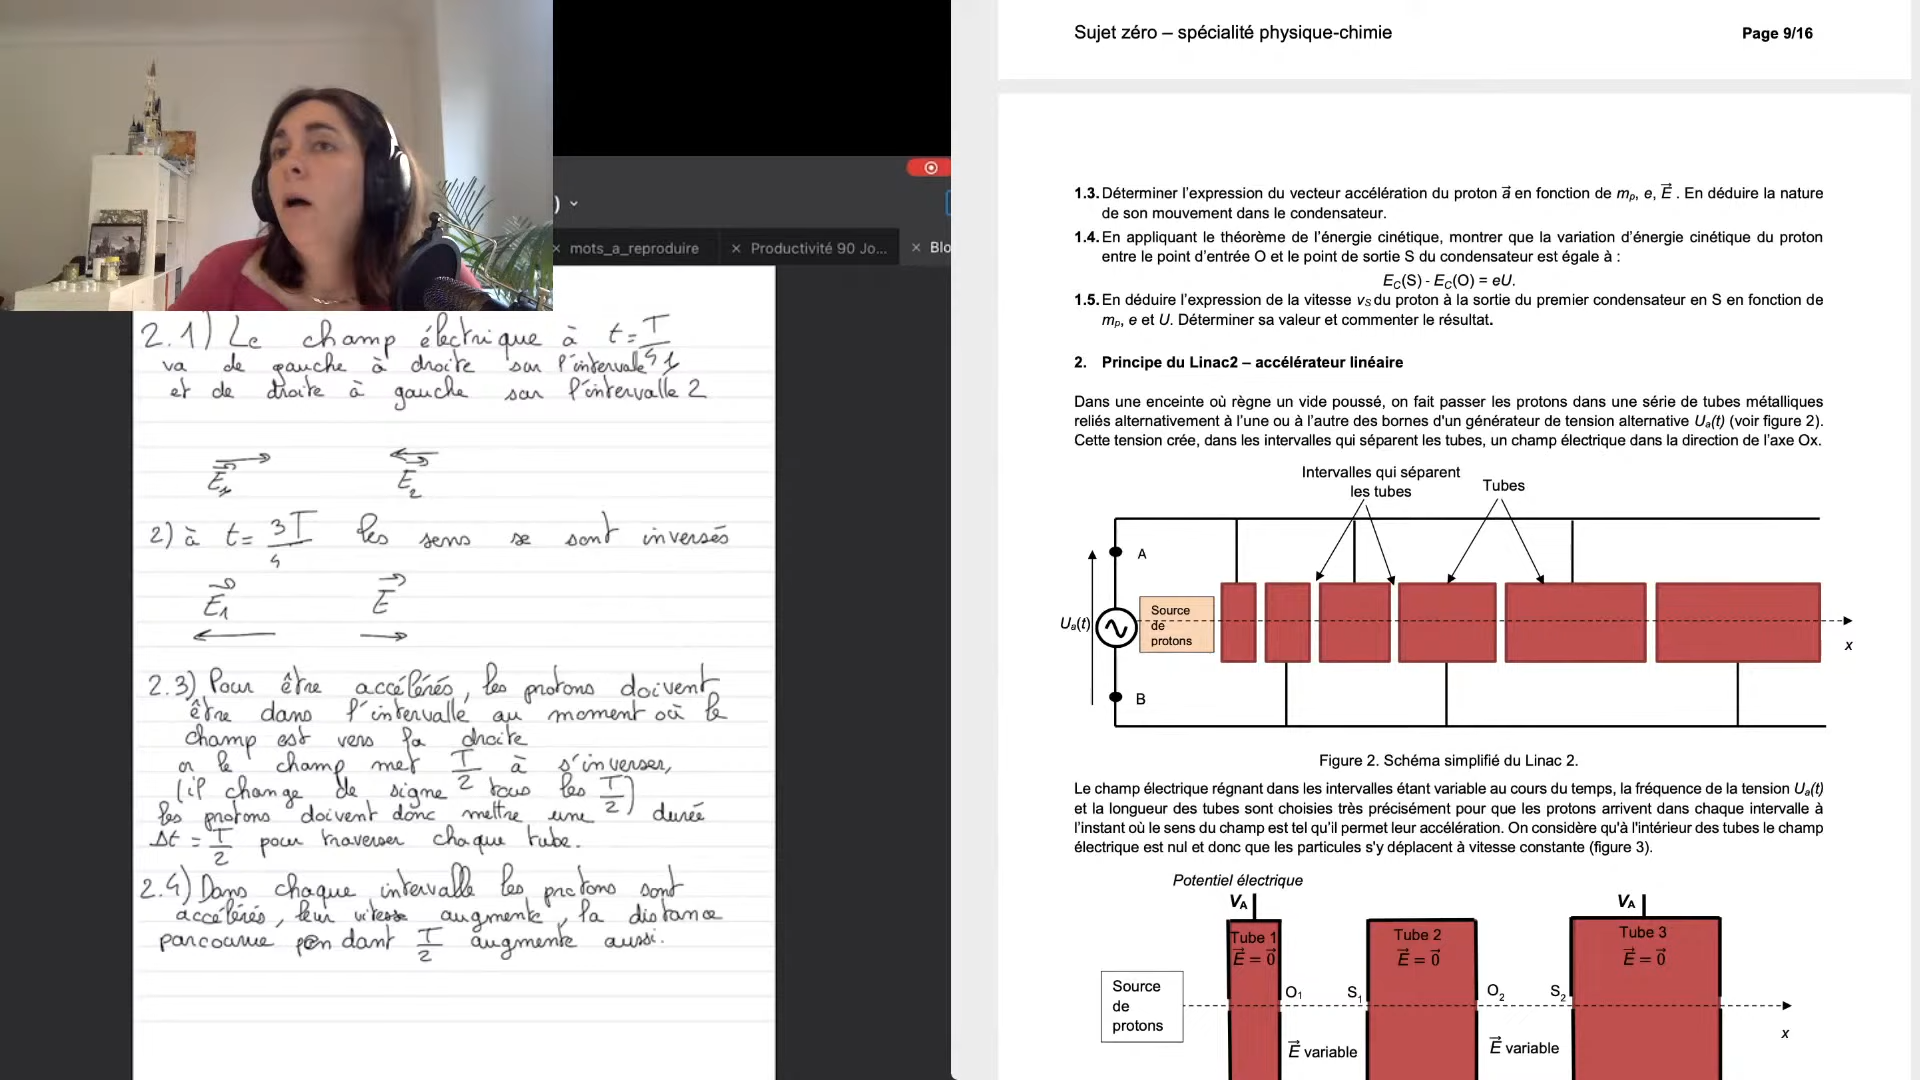 ) ⌄
× mots_a_reproduire × Productivité 90 Jo... × Blo
2.1) Le champ électrique à t = T/4
va de gauche à droite sur l'intervale 1
et de droite à gauche sur l'intervalle 2
E₁ E₂
2) à t = 3T/4 les sens se sont inversés
E₁ E
2.3) Pour être accélérés, les protons doivent
être dans l'intervalle au moment où le
champ est vers la droite
or le champ met T/2 à s'inverser,
(il change de signe tous les T/2)
les protons doivent donc mettre une durée
Δt = T/2 pour traverser chaque tube.
2.4) Dans chaque intervalle les protons sont
accélérés, leur vitesse augmente, la distance
parcourue pendant T/2 augmente aussi.
Sujet zéro – spécialité physique-chimie Page 9/16
1.3. Déterminer l'expression du vecteur accélération du proton a⃗ en fonction de mp, e, E⃗ . En déduire la nature
de son mouvement dans le condensateur.
1.4. En appliquant le théorème de l'énergie cinétique, montrer que la variation d'énergie cinétique du proton
entre le point d'entrée O et le point de sortie S du condensateur est égale à :
EC(S) - EC(O) = eU.
1.5. En déduire l'expression de la vitesse vS du proton à la sortie du premier condensateur en S en fonction de
mp, e et U. Déterminer sa valeur et commenter le résultat.
2. Principe du Linac2 – accélérateur linéaire
Dans une enceinte où règne un vide poussé, on fait passer les protons dans une série de tubes métalliques
reliés alternativement à l'une ou à l'autre des bornes d'un générateur de tension alternative Ua(t) (voir figure 2).
Cette tension crée, dans les intervalles qui séparent les tubes, un champ électrique dans la direction de l'axe Ox.
Intervalles qui séparent
les tubes
Tubes
A
Ua(t)
Source
de
protons
x
B
Figure 2. Schéma simplifié du Linac 2.
Le champ électrique régnant dans les intervalles étant variable au cours du temps, la fréquence de la tension Ua(t)
et la longueur des tubes sont choisies très précisément pour que les protons arrivent dans chaque intervalle à
l'instant où le sens du champ est tel qu'il permet leur accélération. On considère qu'à l'intérieur des tubes le champ
électrique est nul et donc que les particules s'y déplacent à vitesse constante (figure 3).
Potentiel électrique
VA VA
Tube 1 Tube 2 Tube 3
E⃗ = 0⃗ E⃗ = 0⃗ E⃗ = 0⃗
Source
de
protons
O1 S1 O2 S2
x
E⃗ variable E⃗ variable